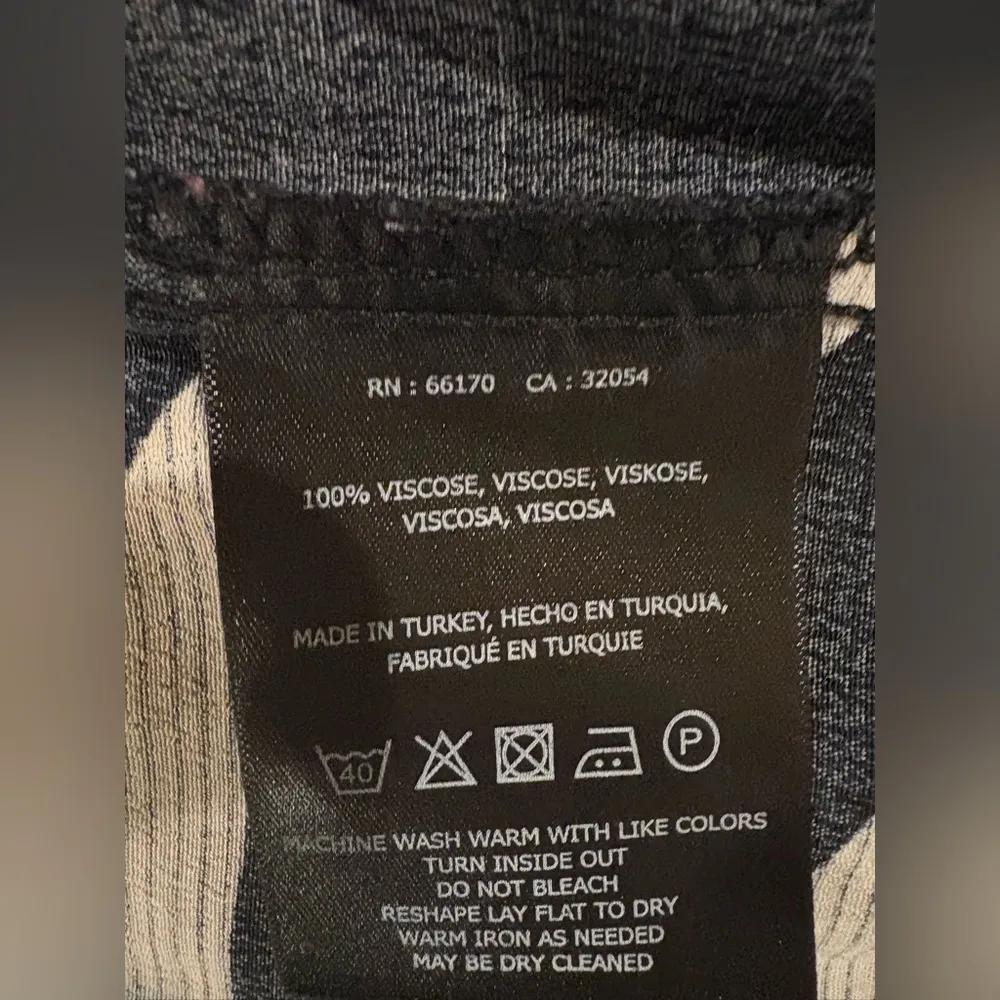 RN : 66170 CA : 32054
100% VISCOSE, VISCOSE, VISKOSE,
VISCOSA, VISCOSA
MADE IN TURKEY, HECHO EN TURQUIA,
FABRIQUÉ EN TURQUIE
40 P
MACHINE WASH WARM WITH LIKE COLORS
TURN INSIDE OUT
DO NOT BLEACH
RESHAPE LAY FLAT TO DRY
WARM IRON AS NEEDED
MAY BE DRY CLEANED